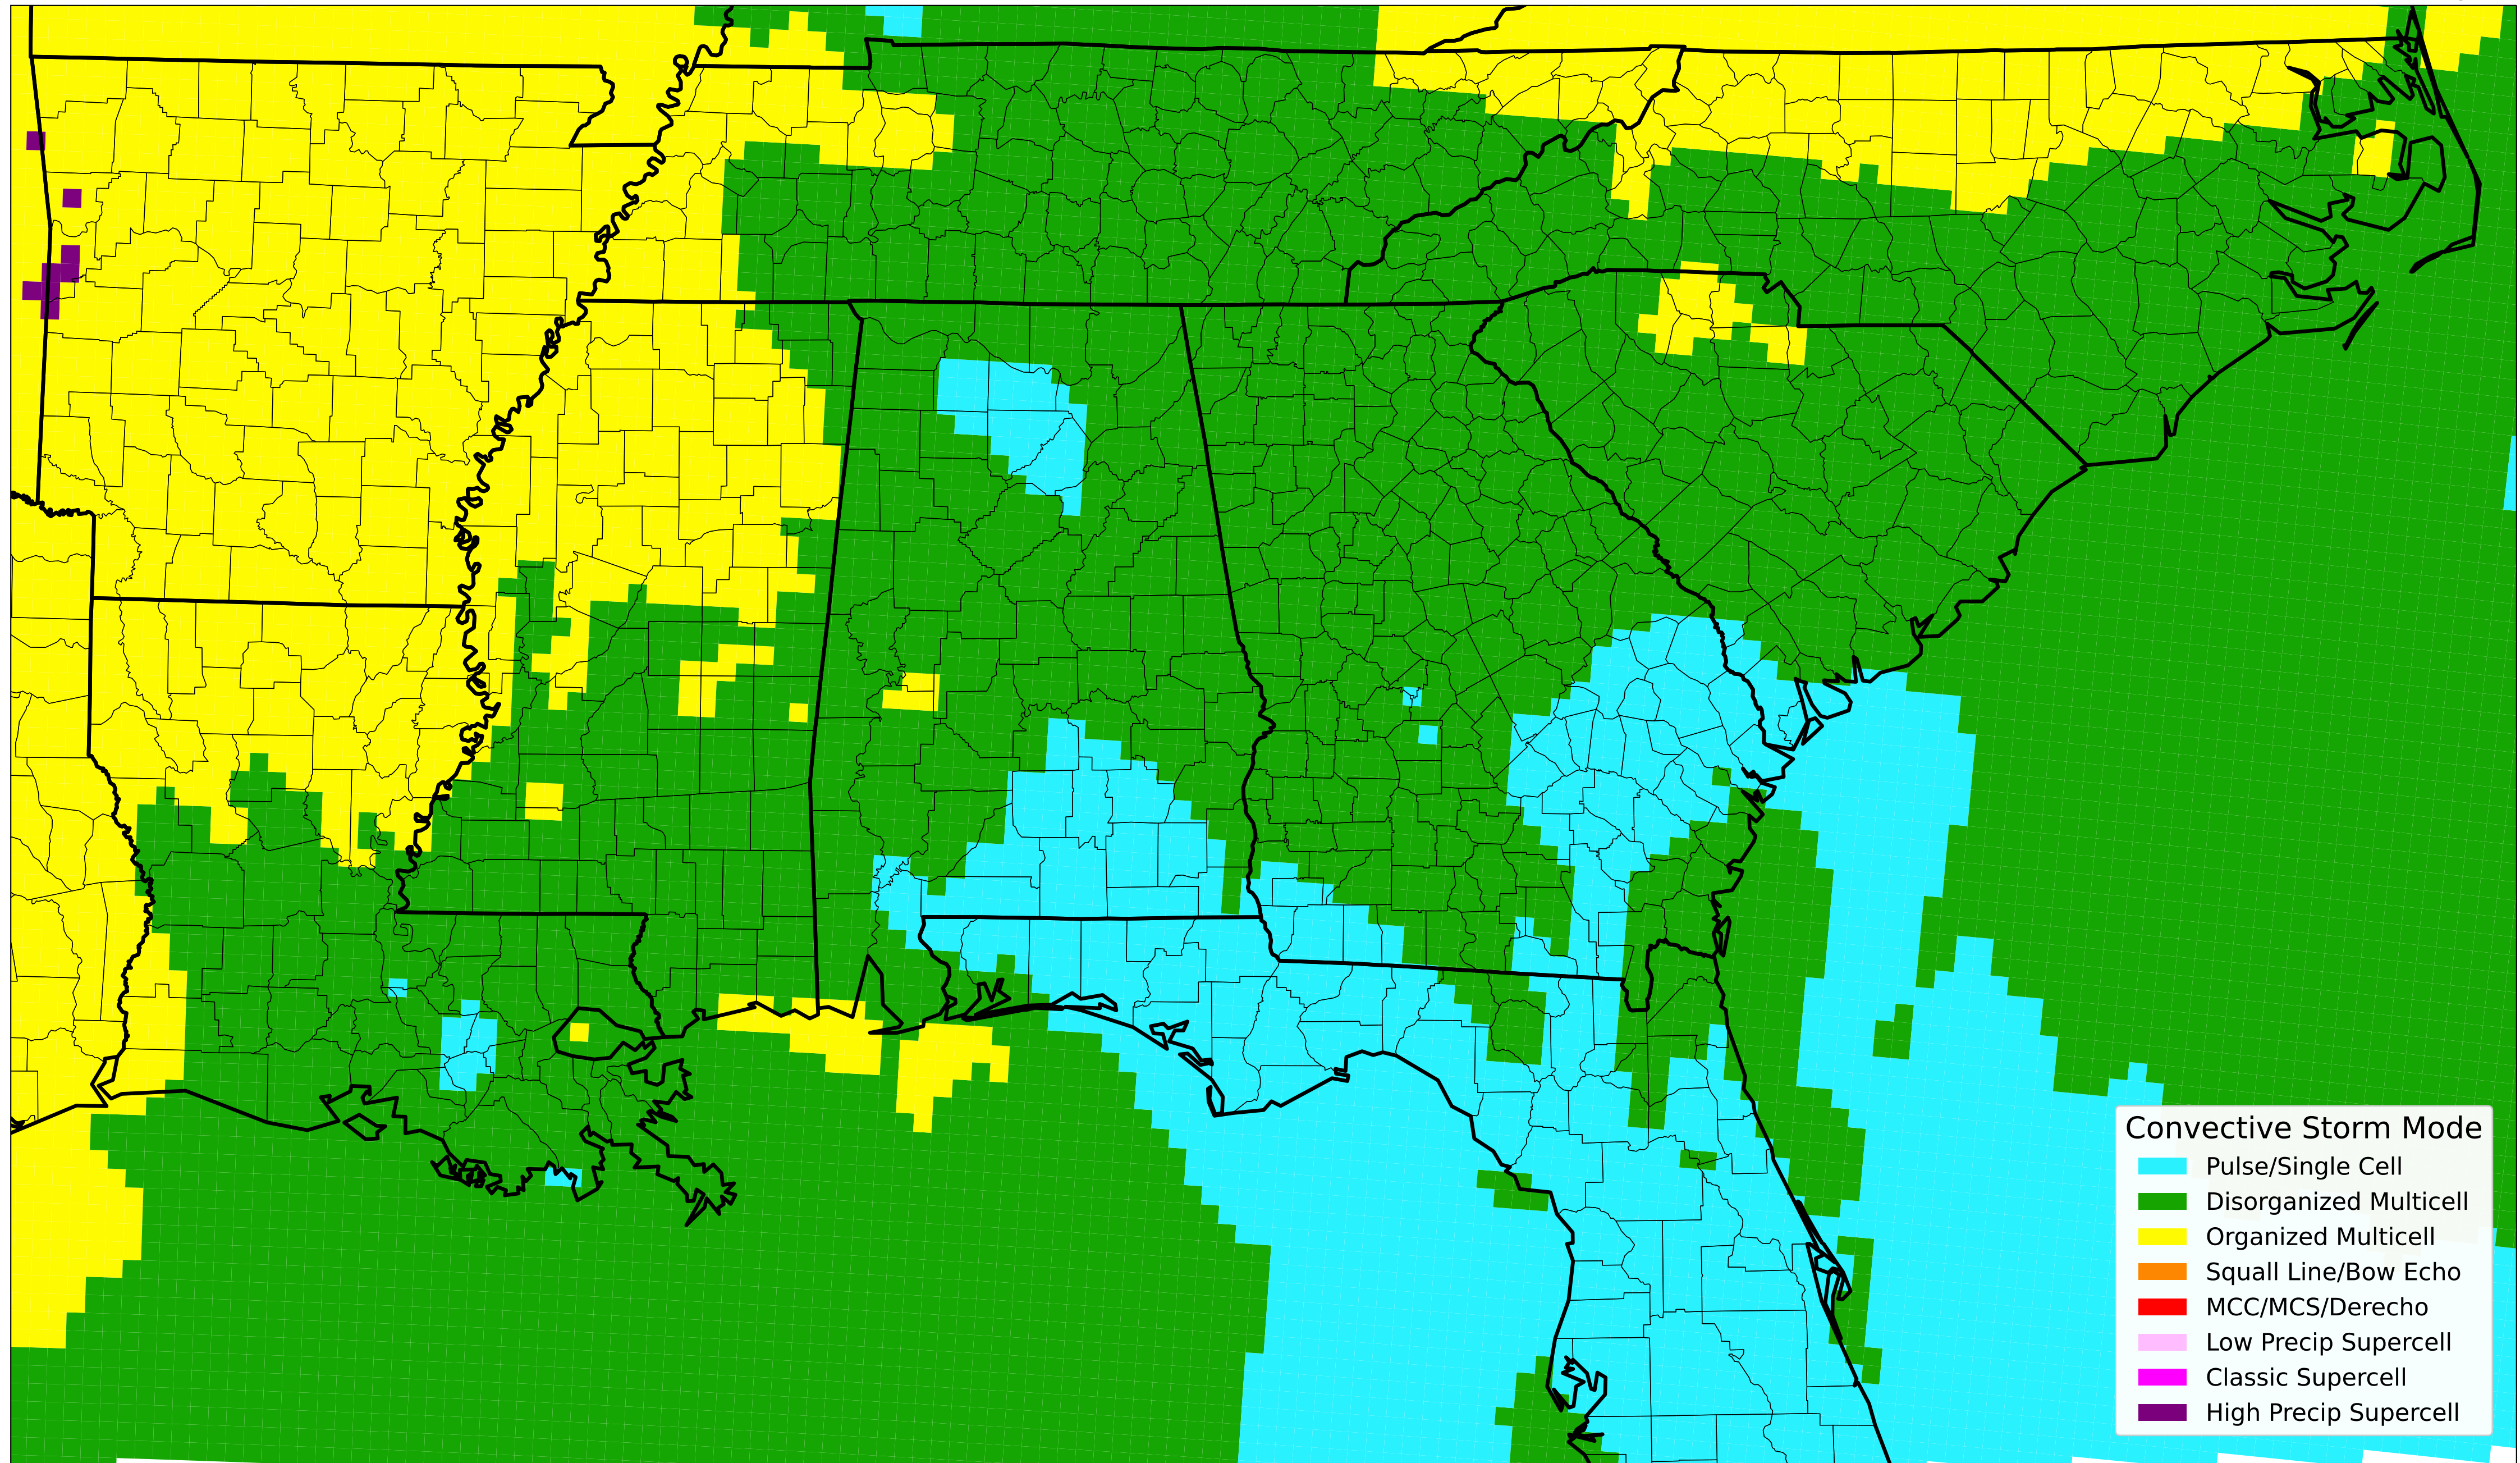 Convective Storm Mode
Pulse/Single Cell
Disorganized Multicell
Organized Multicell
Squall Line/Bow Echo
MCC/MCS/Derecho
Low Precip Supercell
Classic Supercell
High Precip Supercell